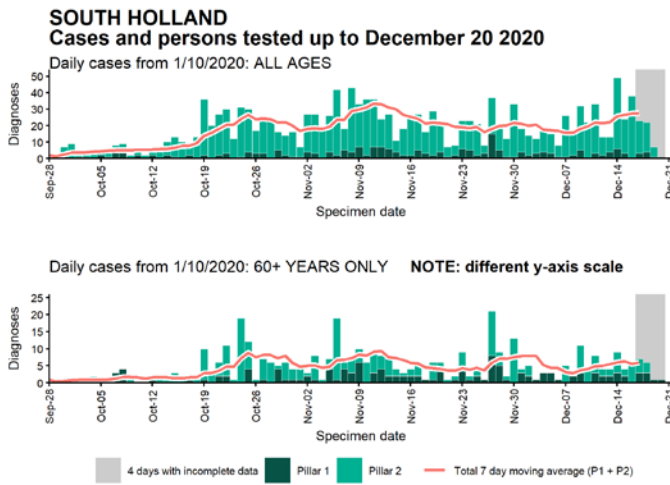 SOUTH HOLLAND
Cases and persons tested up to December 20 2020
Daily cases from 1/10/2020: ALL AGES
Diagnoses
50
40
30
20
10
0
Sep-28
Oct-05
Oct-12
Oct-19
Oct-26
Nov-02
Nov-09
Nov-16
Nov-23
Nov-30
Dec-07
Dec-14
Dec-21
Specimen date
Daily cases from 1/10/2020: 60+ YEARS ONLY NOTE: different y-axis scale
Diagnoses
25
20
15
10
5
0
Sep-28
Oct-05
Oct-12
Oct-19
Oct-26
Nov-02
Nov-09
Nov-16
Nov-23
Nov-30
Dec-07
Dec-14
Dec-21
Specimen date
4 days with incomplete data Pillar 1 Pillar 2 Total 7 day moving average (P1 + P2)